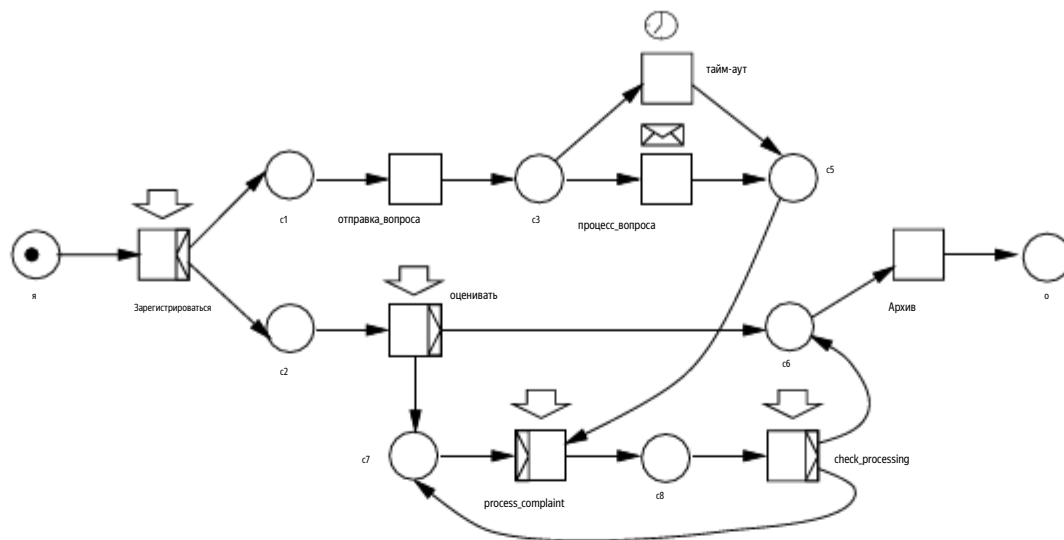 тайм-аут
c5
c1
отправка_вопроса
c3
процесс_вопроса
я
Зарегистрироваться
оценивать
Архив
о
c2
c6
c7
process_complaint
c8
check_processing